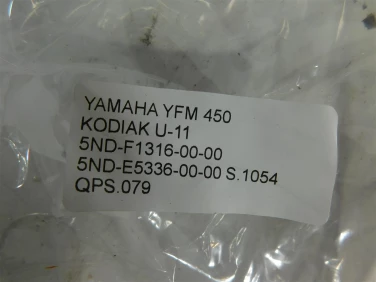 YAMAHA YFM 450
KODIAK U-11
5ND-F1316-00-00
5ND-E5336-00-00 S.1054
QPS.079